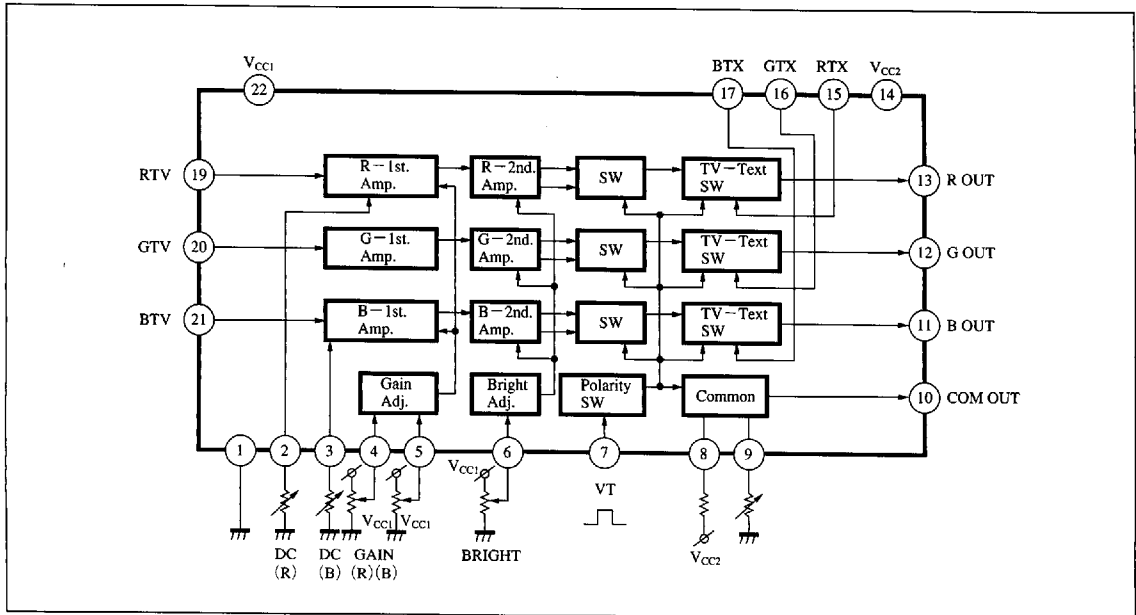 VCC1
22
BTX GTX RTX VCC2
17 16 15 14
RTV 19
R-1st. Amp.
R-2nd. Amp.
SW
TV-Text SW
13 R OUT
GTV 20
G-1st. Amp.
G-2nd. Amp.
SW
TV-Text SW
12 G OUT
BTV 21
B-1st. Amp.
B-2nd. Amp.
SW
TV-Text SW
11 B OUT
Gain Adj.
Bright Adj.
Polarity SW
Common
10 COM OUT
1 2 3 4 5 6 7 8 9
VCC1
VT
VCC1 VCC1
DC (R)
DC (B)
GAIN (R)(B)
BRIGHT
VCC2